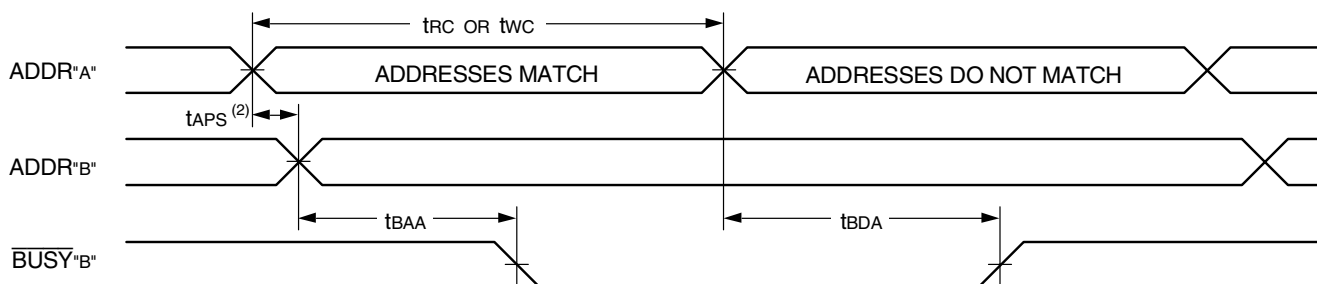 tRC OR tWC
ADDR"A" ADDRESSES MATCH ADDRESSES DO NOT MATCH
tAPS (2)
ADDR"B"
tBAA tBDA
BUSY"B"